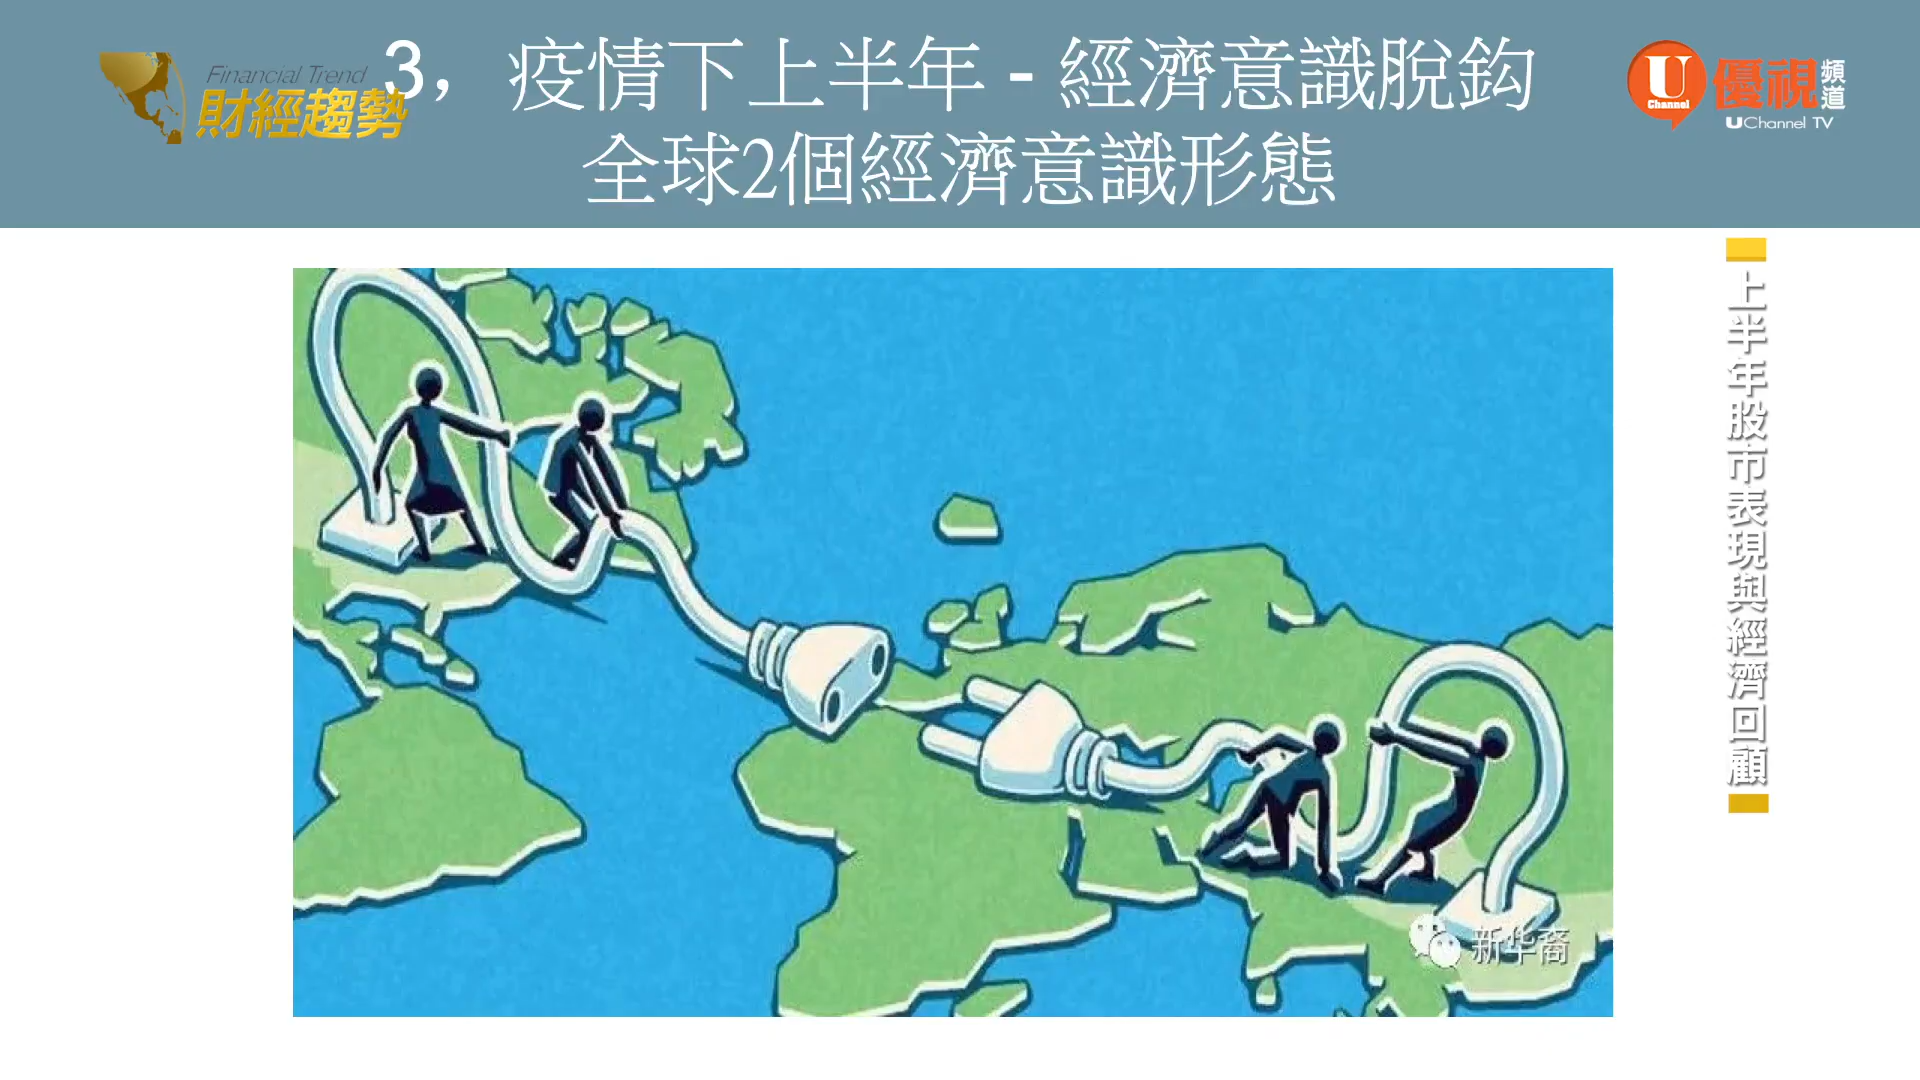 Financial Trend
財經趨勢
3，疫情下上半年 - 經濟意識脫鈎
全球2個經濟意識形態
U
Channel
優視
頻道
UChannel TV
上半年股市表現與經濟回顧
新华裔